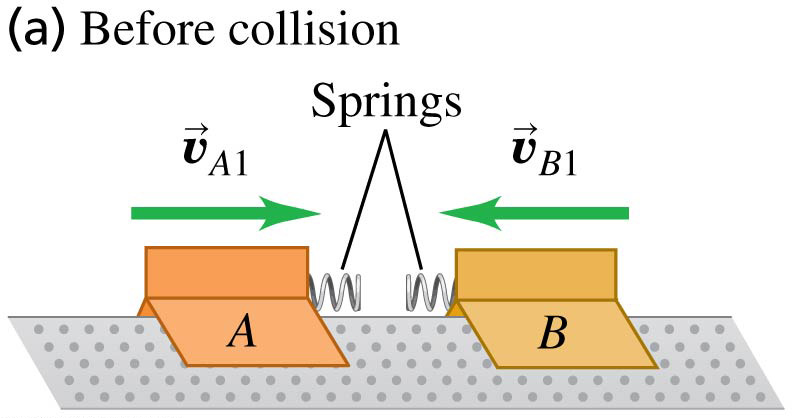 (a) Before collision
Springs
v⃗A1
v⃗B1
A
B